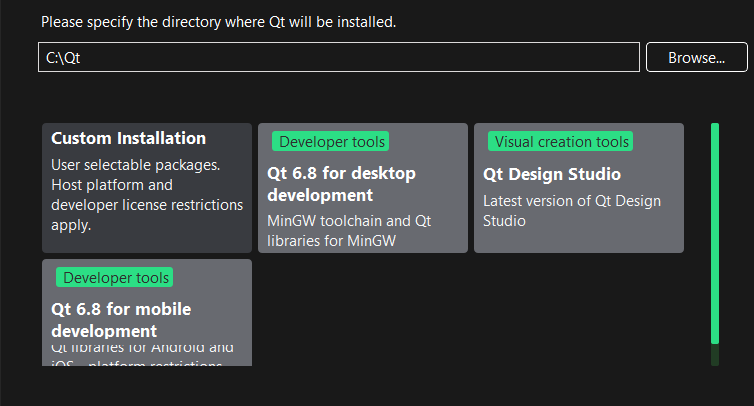 Please specify the directory where Qt will be installed.
C:\Qt
Browse...
Custom Installation
User selectable packages.
Host platform and
developer license restrictions
apply.
Developer tools
Qt 6.8 for desktop
development
MinGW toolchain and Qt
libraries for MinGW
Visual creation tools
Qt Design Studio
Latest version of Qt Design
Studio
Developer tools
Qt 6.8 for mobile
development
Qt libraries for Android and
iOS - platform restrictions